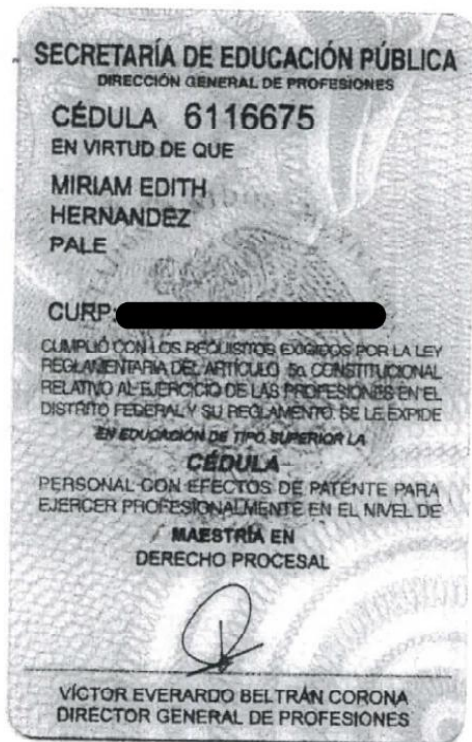 SECRETARÍA DE EDUCACIÓN PÚBLICA
DIRECCIÓN GENERAL DE PROFESIONES
CÉDULA 6116675
EN VIRTUD DE QUE
MIRIAM EDITH
HERNANDEZ
PALE
CURP:
CUMPLIÓ CON LOS REQUISITOS EXIGIDOS POR LA LEY
REGLAMENTARIA DEL ARTÍCULO 5o. CONSTITUCIONAL
RELATIVO AL EJERCICIO DE LAS PROFESIONES EN EL
DISTRITO FEDERAL Y SU REGLAMENTO. SE LE EXPIDE
EN EDUCACIÓN DE TIPO SUPERIOR LA
CÉDULA
PERSONAL CON EFECTOS DE PATENTE PARA
EJERCER PROFESIONALMENTE EN EL NIVEL DE
MAESTRÍA EN
DERECHO PROCESAL
VÍCTOR EVERARDO BELTRÁN CORONA
DIRECTOR GENERAL DE PROFESIONES